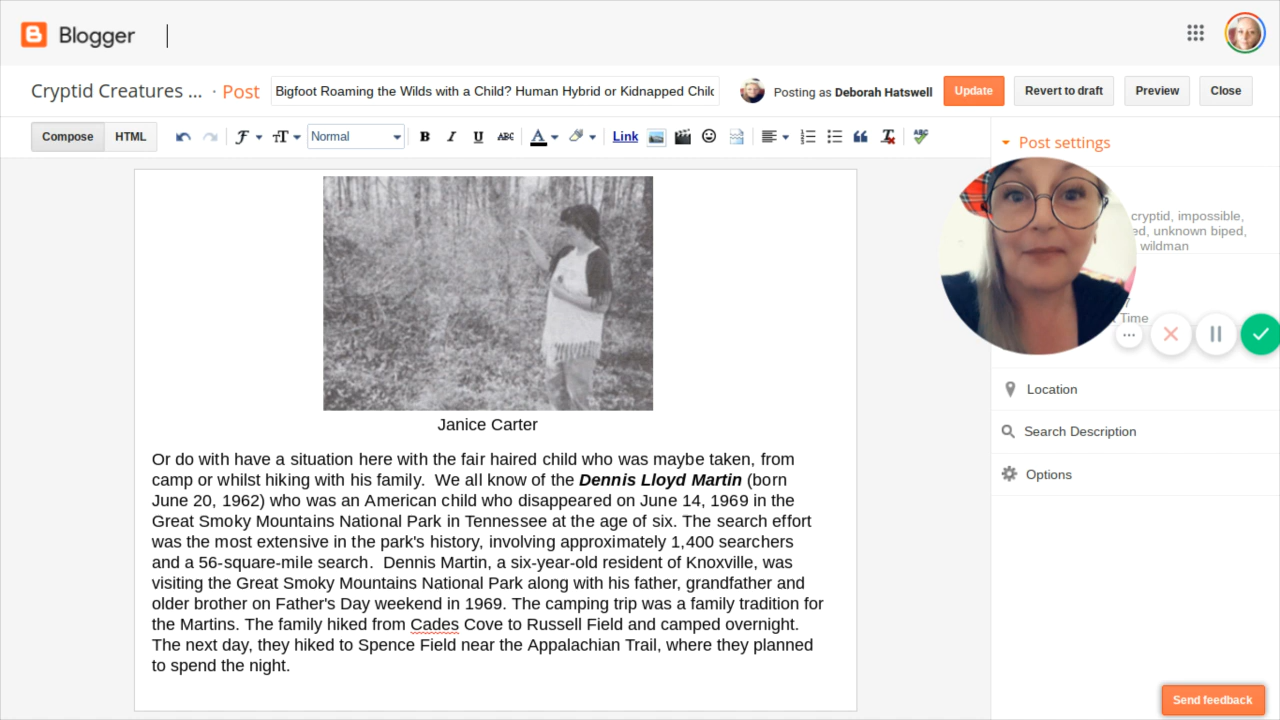 Blogger
Cryptid Creatures ... · Post
Bigfoot Roaming the Wilds with a Child? Human Hybrid or Kidnapped Child
Posting as Deborah Hatswell
Update
Revert to draft
Preview
Close
Compose
HTML
Normal
B I U ABC
A
Link
ABC
Post settings
cryptid, impossible,
unknown biped,
wildman
7
Time
Location
Search Description
Options
Janice Carter
Or do with have a situation here with the fair haired child who was maybe taken, from
camp or whilst hiking with his family. We all know of the Dennis Lloyd Martin (born
June 20, 1962) who was an American child who disappeared on June 14, 1969 in the
Great Smoky Mountains National Park in Tennessee at the age of six. The search effort
was the most extensive in the park's history, involving approximately 1,400 searchers
and a 56-square-mile search. Dennis Martin, a six-year-old resident of Knoxville, was
visiting the Great Smoky Mountains National Park along with his father, grandfather and
older brother on Father's Day weekend in 1969. The camping trip was a family tradition for
the Martins. The family hiked from Cades Cove to Russell Field and camped overnight.
The next day, they hiked to Spence Field near the Appalachian Trail, where they planned
to spend the night.
Send feedback